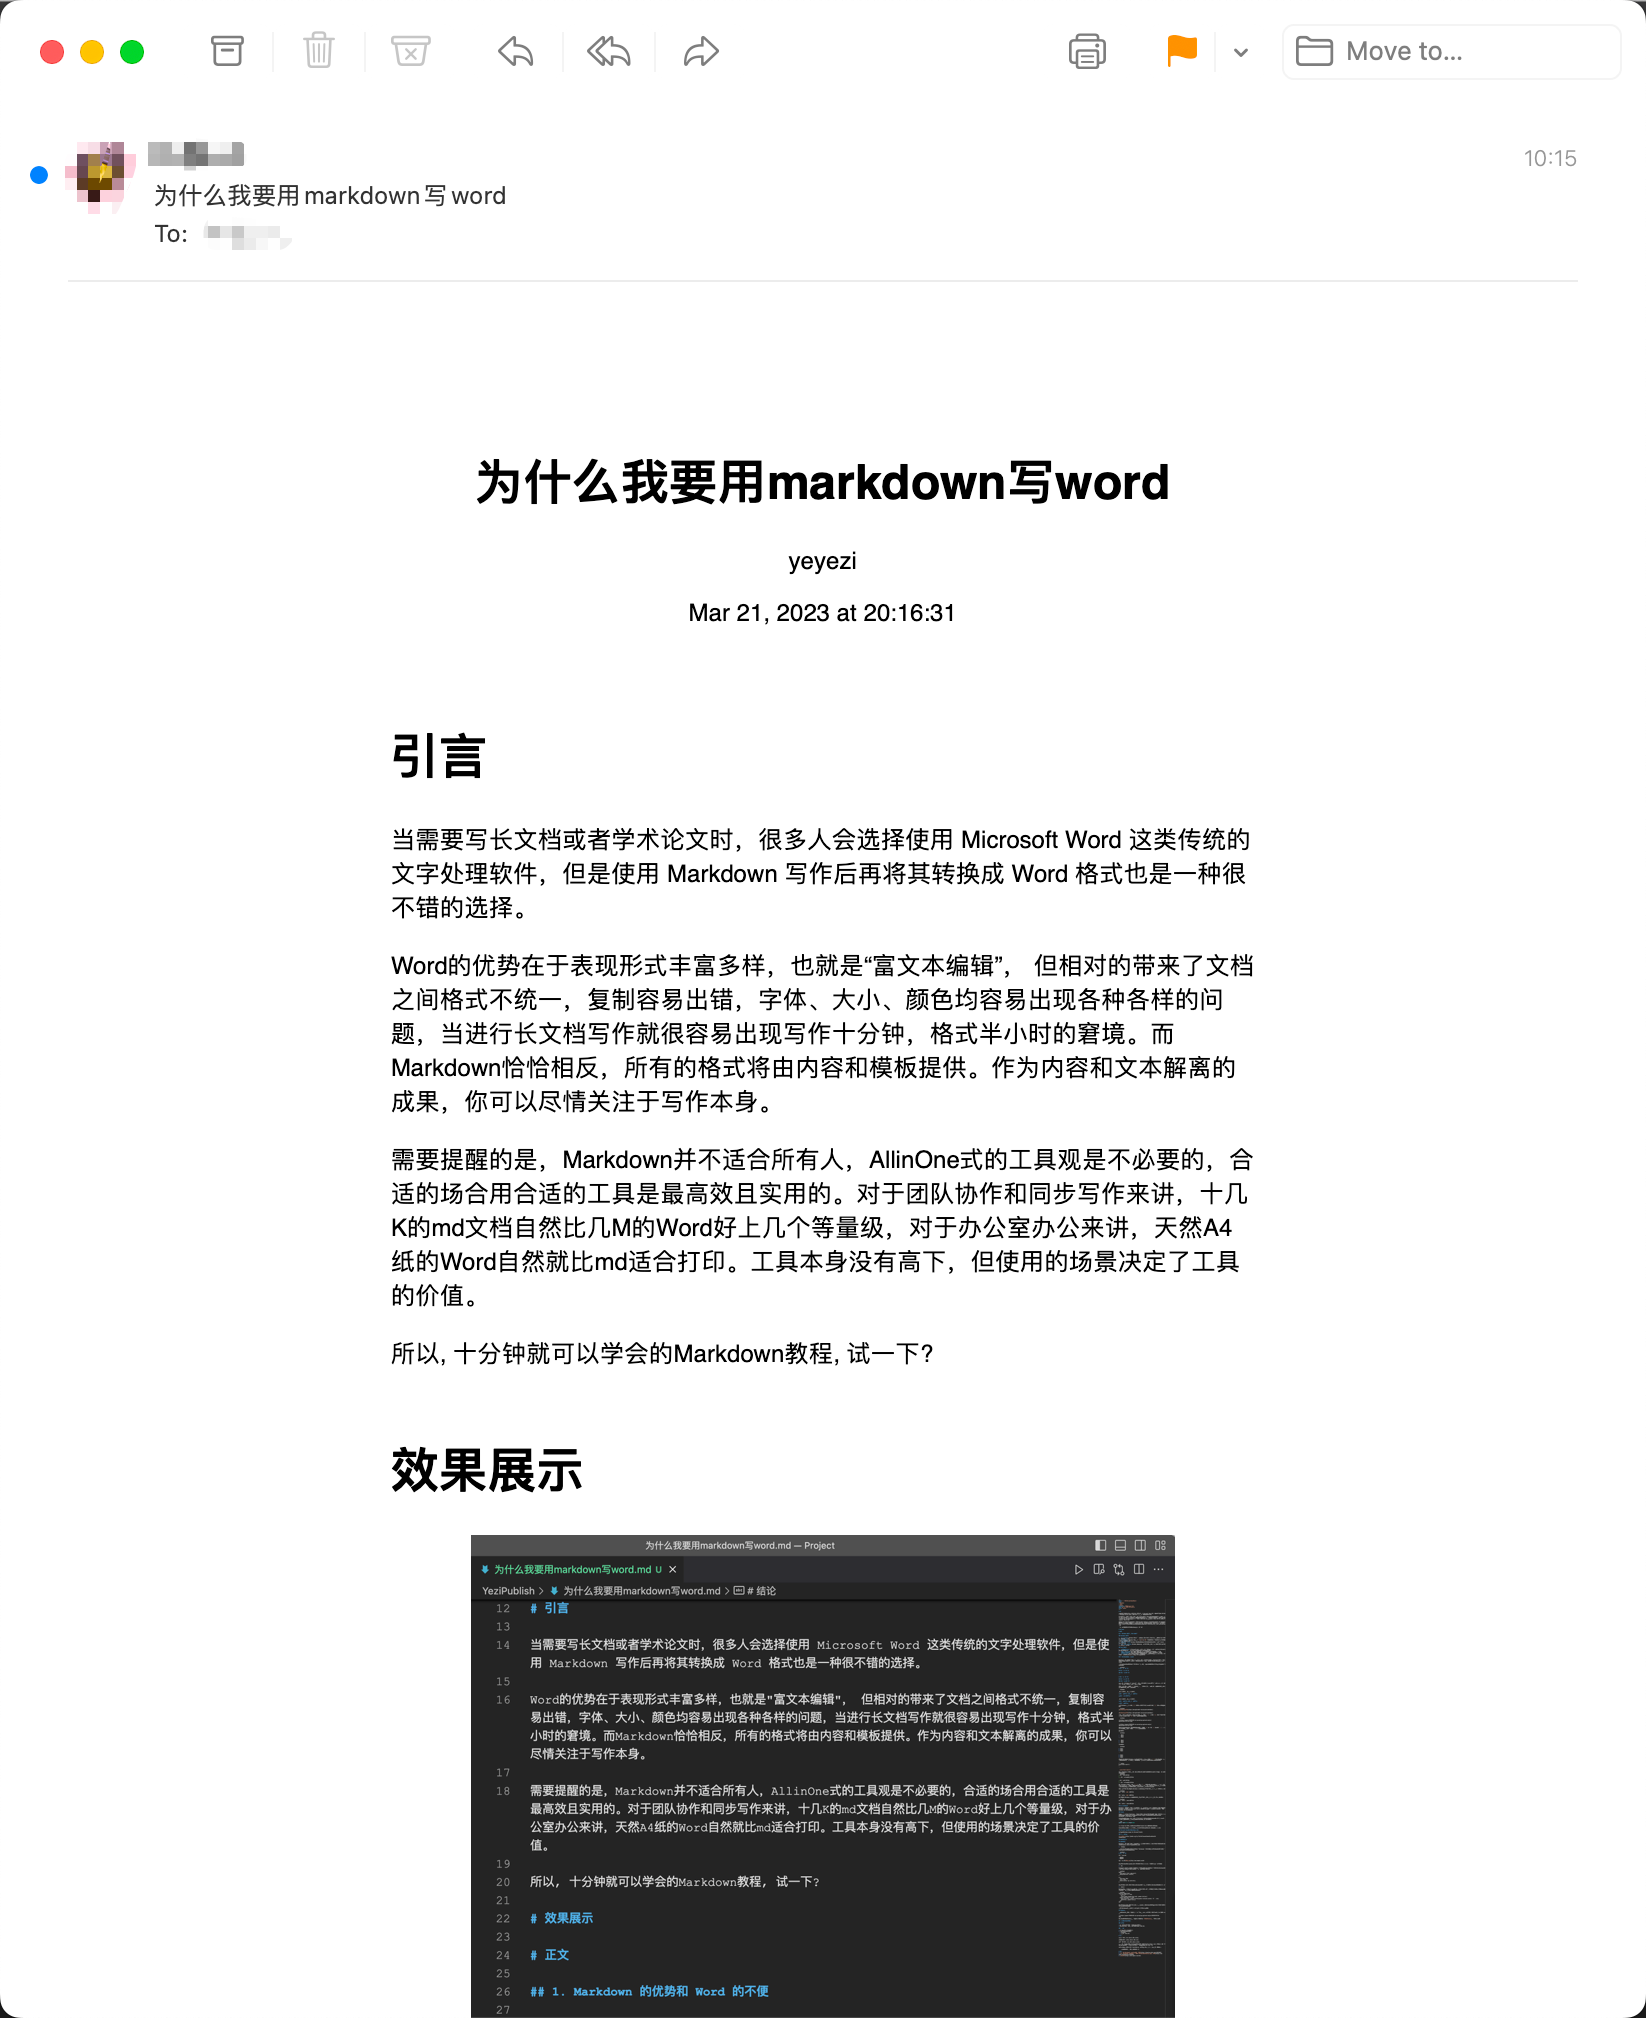 Move to...
10:15
为什么我要用markdown写word
To:
为什么我要用markdown写word
yeyezi
Mar 21, 2023 at 20:16:31
引言
当需要写长文档或者学术论文时，很多人会选择使用 Microsoft Word 这类传统的
文字处理软件，但是使用 Markdown 写作后再将其转换成 Word 格式也是一种很
不错的选择。
Word的优势在于表现形式丰富多样，也就是“富文本编辑”， 但相对的带来了文档
之间格式不统一，复制容易出错，字体、大小、颜色均容易出现各种各样的问
题，当进行长文档写作就很容易出现写作十分钟，格式半小时的窘境。而
Markdown恰恰相反，所有的格式将由内容和模板提供。作为内容和文本解离的
成果，你可以尽情关注于写作本身。
需要提醒的是，Markdown并不适合所有人，AllinOne式的工具观是不必要的，合
适的场合用合适的工具是最高效且实用的。对于团队协作和同步写作来讲，十几
K的md文档自然比几M的Word好上几个等量级，对于办公室办公来讲，天然A4
纸的Word自然就比md适合打印。工具本身没有高下，但使用的场景决定了工具
的价值。
所以, 十分钟就可以学会的Markdown教程, 试一下?
效果展示
为什么我要用markdown写word.md — Project
为什么我要用markdown写word.md U
YeziPublish > 为什么我要用markdown写word.md > # 结论
12 # 引言
13
14 当需要写长文档或者学术论文时，很多人会选择使用 Microsoft Word 这类传统的文字处理软件，但是使
用 Markdown 写作后再将其转换成 Word 格式也是一种很不错的选择。
15
16 Word的优势在于表现形式丰富多样，也就是"富文本编辑"， 但相对的带来了文档之间格式不统一，复制容
易出错，字体、大小、颜色均容易出现各种各样的问题，当进行长文档写作就很容易出现写作十分钟，格式半
小时的窘境。而Markdown恰恰相反，所有的格式将由内容和模板提供。作为内容和文本解离的成果，你可以
尽情关注于写作本身。
17
18 需要提醒的是，Markdown并不适合所有人，AllinOne式的工具观是不必要的，合适的场合用合适的工具是
最高效且实用的。对于团队协作和同步写作来讲，十几K的md文档自然比几M的Word好上几个等量级，对于办
公室办公来讲，天然A4纸的Word自然就比md适合打印。工具本身没有高下，但使用的场景决定了工具的价
值。
19
20 所以, 十分钟就可以学会的Markdown教程, 试一下?
21
22 # 效果展示
23
24 # 正文
25
26 ## 1. Markdown 的优势和 Word 的不便
27